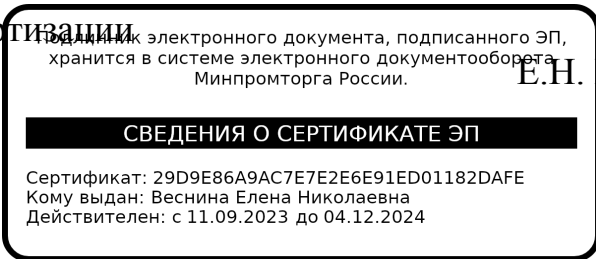 тизации
Подлинник электронного документа, подписанного ЭП,
хранится в системе электронного документооборота
Минпромторга России.
Е.Н.
СВЕДЕНИЯ О СЕРТИФИКАТЕ ЭП
Сертификат: 29D9E86A9AC7E7E2E6E91ED01182DAFE
Кому выдан: Веснина Елена Николаевна
Действителен: с 11.09.2023 до 04.12.2024